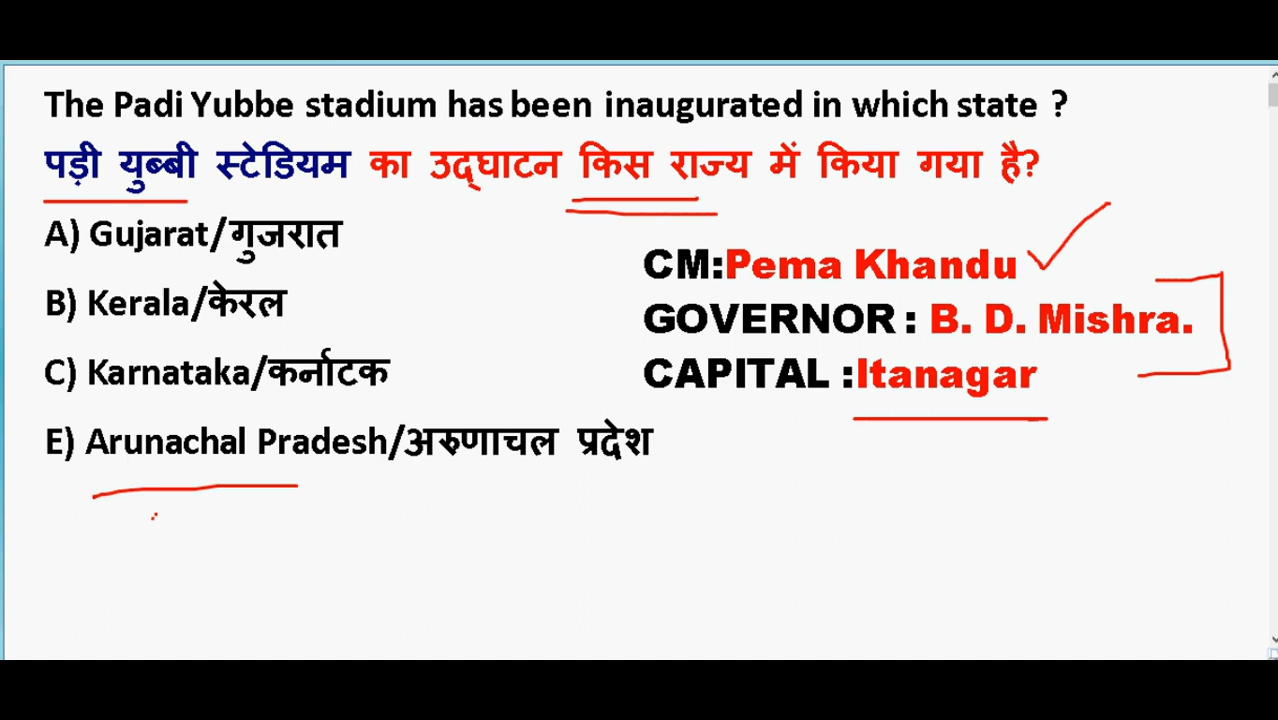 The Padi Yubbe stadium has been inaugurated in which state ?
पड़ी युब्बी स्टेडियम का उद्घाटन किस राज्य में किया गया है?
A) Gujarat/गुजरात
B) Kerala/केरल
C) Karnataka/कर्नाटक
E) Arunachal Pradesh/अरुणाचल प्रदेश
CM:Pema Khandu
GOVERNOR : B. D. Mishra.
CAPITAL :Itanagar